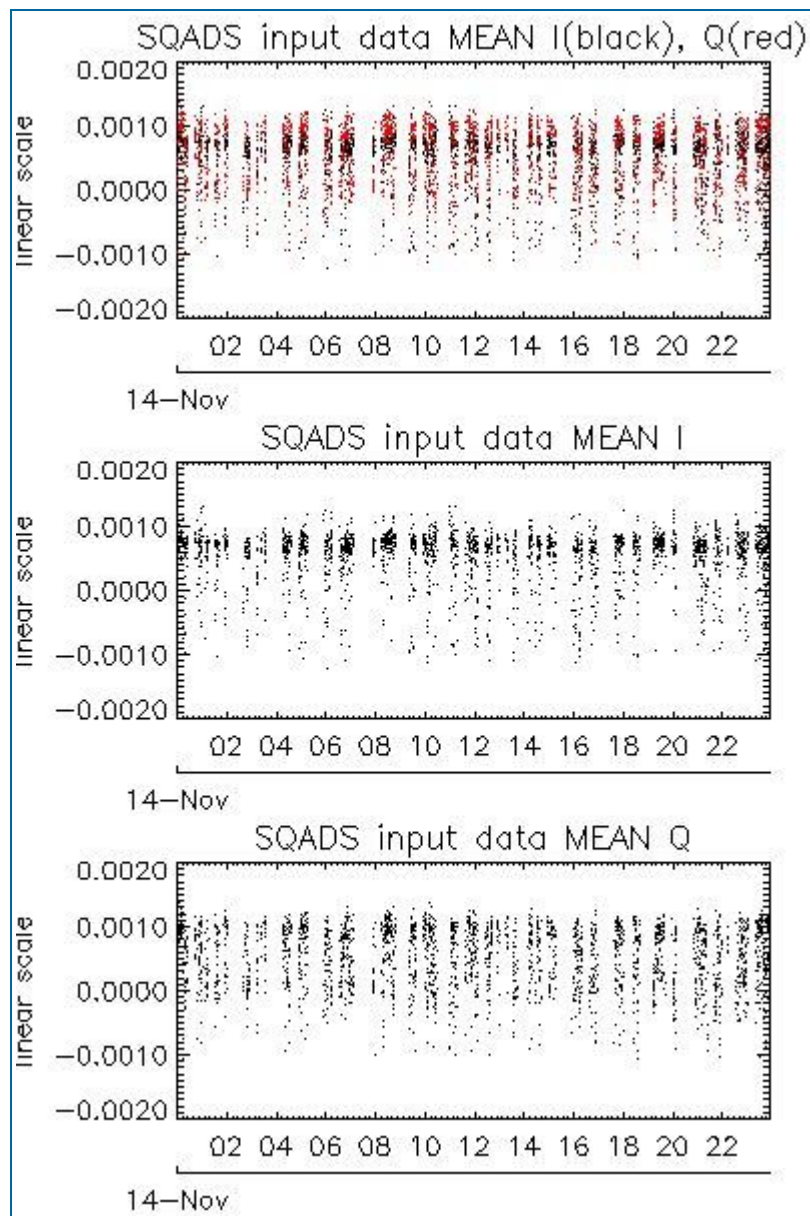 SQADS input data MEAN I(black), Q(red)
0.0020
0.0010
0.0000
−0.0010
−0.0020
linear scale
02 04 06 08 10 12 14 16 18 20 22
14−Nov
SQADS input data MEAN I
0.0020
0.0010
0.0000
−0.0010
−0.0020
linear scale
02 04 06 08 10 12 14 16 18 20 22
14−Nov
SQADS input data MEAN Q
0.0020
0.0010
0.0000
−0.0010
−0.0020
linear scale
02 04 06 08 10 12 14 16 18 20 22
14−Nov